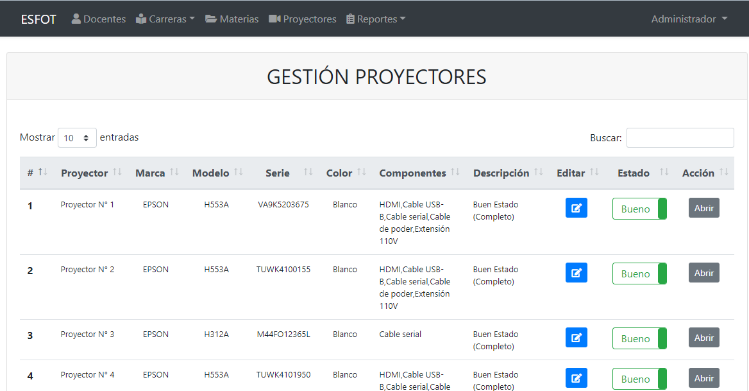 ESFOT Docentes Carreras Materias Proyectores Reportes Administrador
GESTIÓN PROYECTORES
Mostrar 10 entradas Buscar:
# Proyector Marca Modelo Serie Color Componentes Descripción Editar Estado Acción
1 Proyector N° 1 EPSON H553A VA9K5203675 Blanco HDMI,Cable USB- Buen Estado Bueno Abrir
B,Cable serial,Cable (Completo)
de poder,Extensión
110V
2 Proyector N° 2 EPSON H553A TUWK4100155 Blanco HDMI,Cable USB- Buen Estado Bueno Abrir
B,Cable serial,Cable (Completo)
de poder,Extensión
110V
3 Proyector N° 3 EPSON H312A M44FO12365L Blanco Cable serial Buen Estado Bueno Abrir
(Completo)
4 Proyector N° 4 EPSON H553A TUWK4101950 Blanco HDMI,Cable USB- Buen Estado Bueno Abrir
B,Cable serial,Cable (Completo)